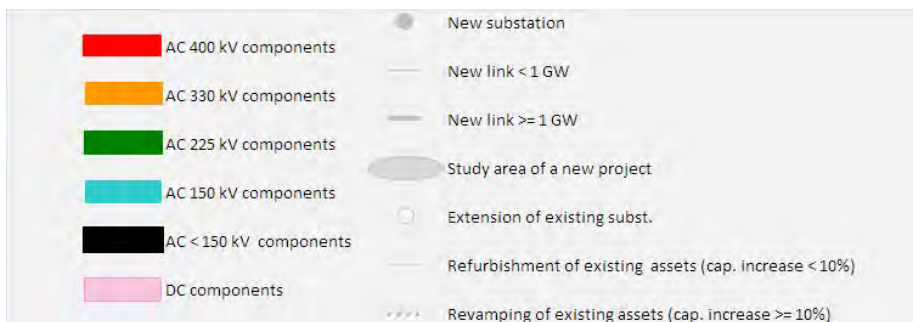 AC 400 kV components
AC 330 kV components
AC 225 kV components
AC 150 kV components
AC < 150 kV components
DC components
New substation
New link < 1 GW
New link >= 1 GW
Study area of a new project
Extension of existing subst.
Refurbishment of existing assets (cap. increase < 10%)
Revamping of existing assets (cap. increase >= 10%)